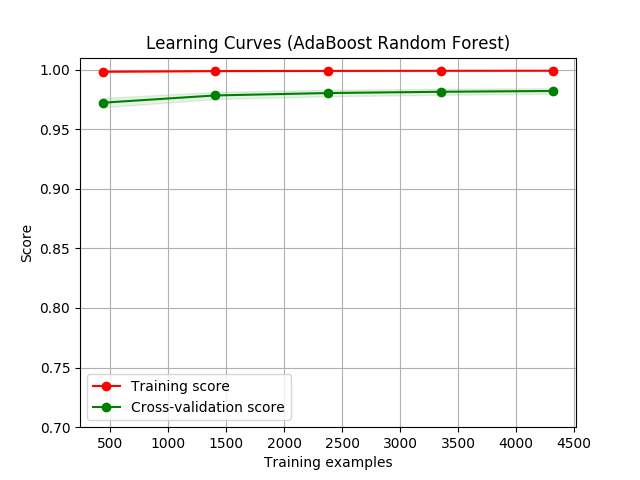 Learning Curves (AdaBoost Random Forest)
1.00
0.95
0.90
0.85
0.80
0.75
0.70
Score
Training score
Cross-validation score
500 1000 1500 2000 2500 3000 3500 4000 4500
Training examples